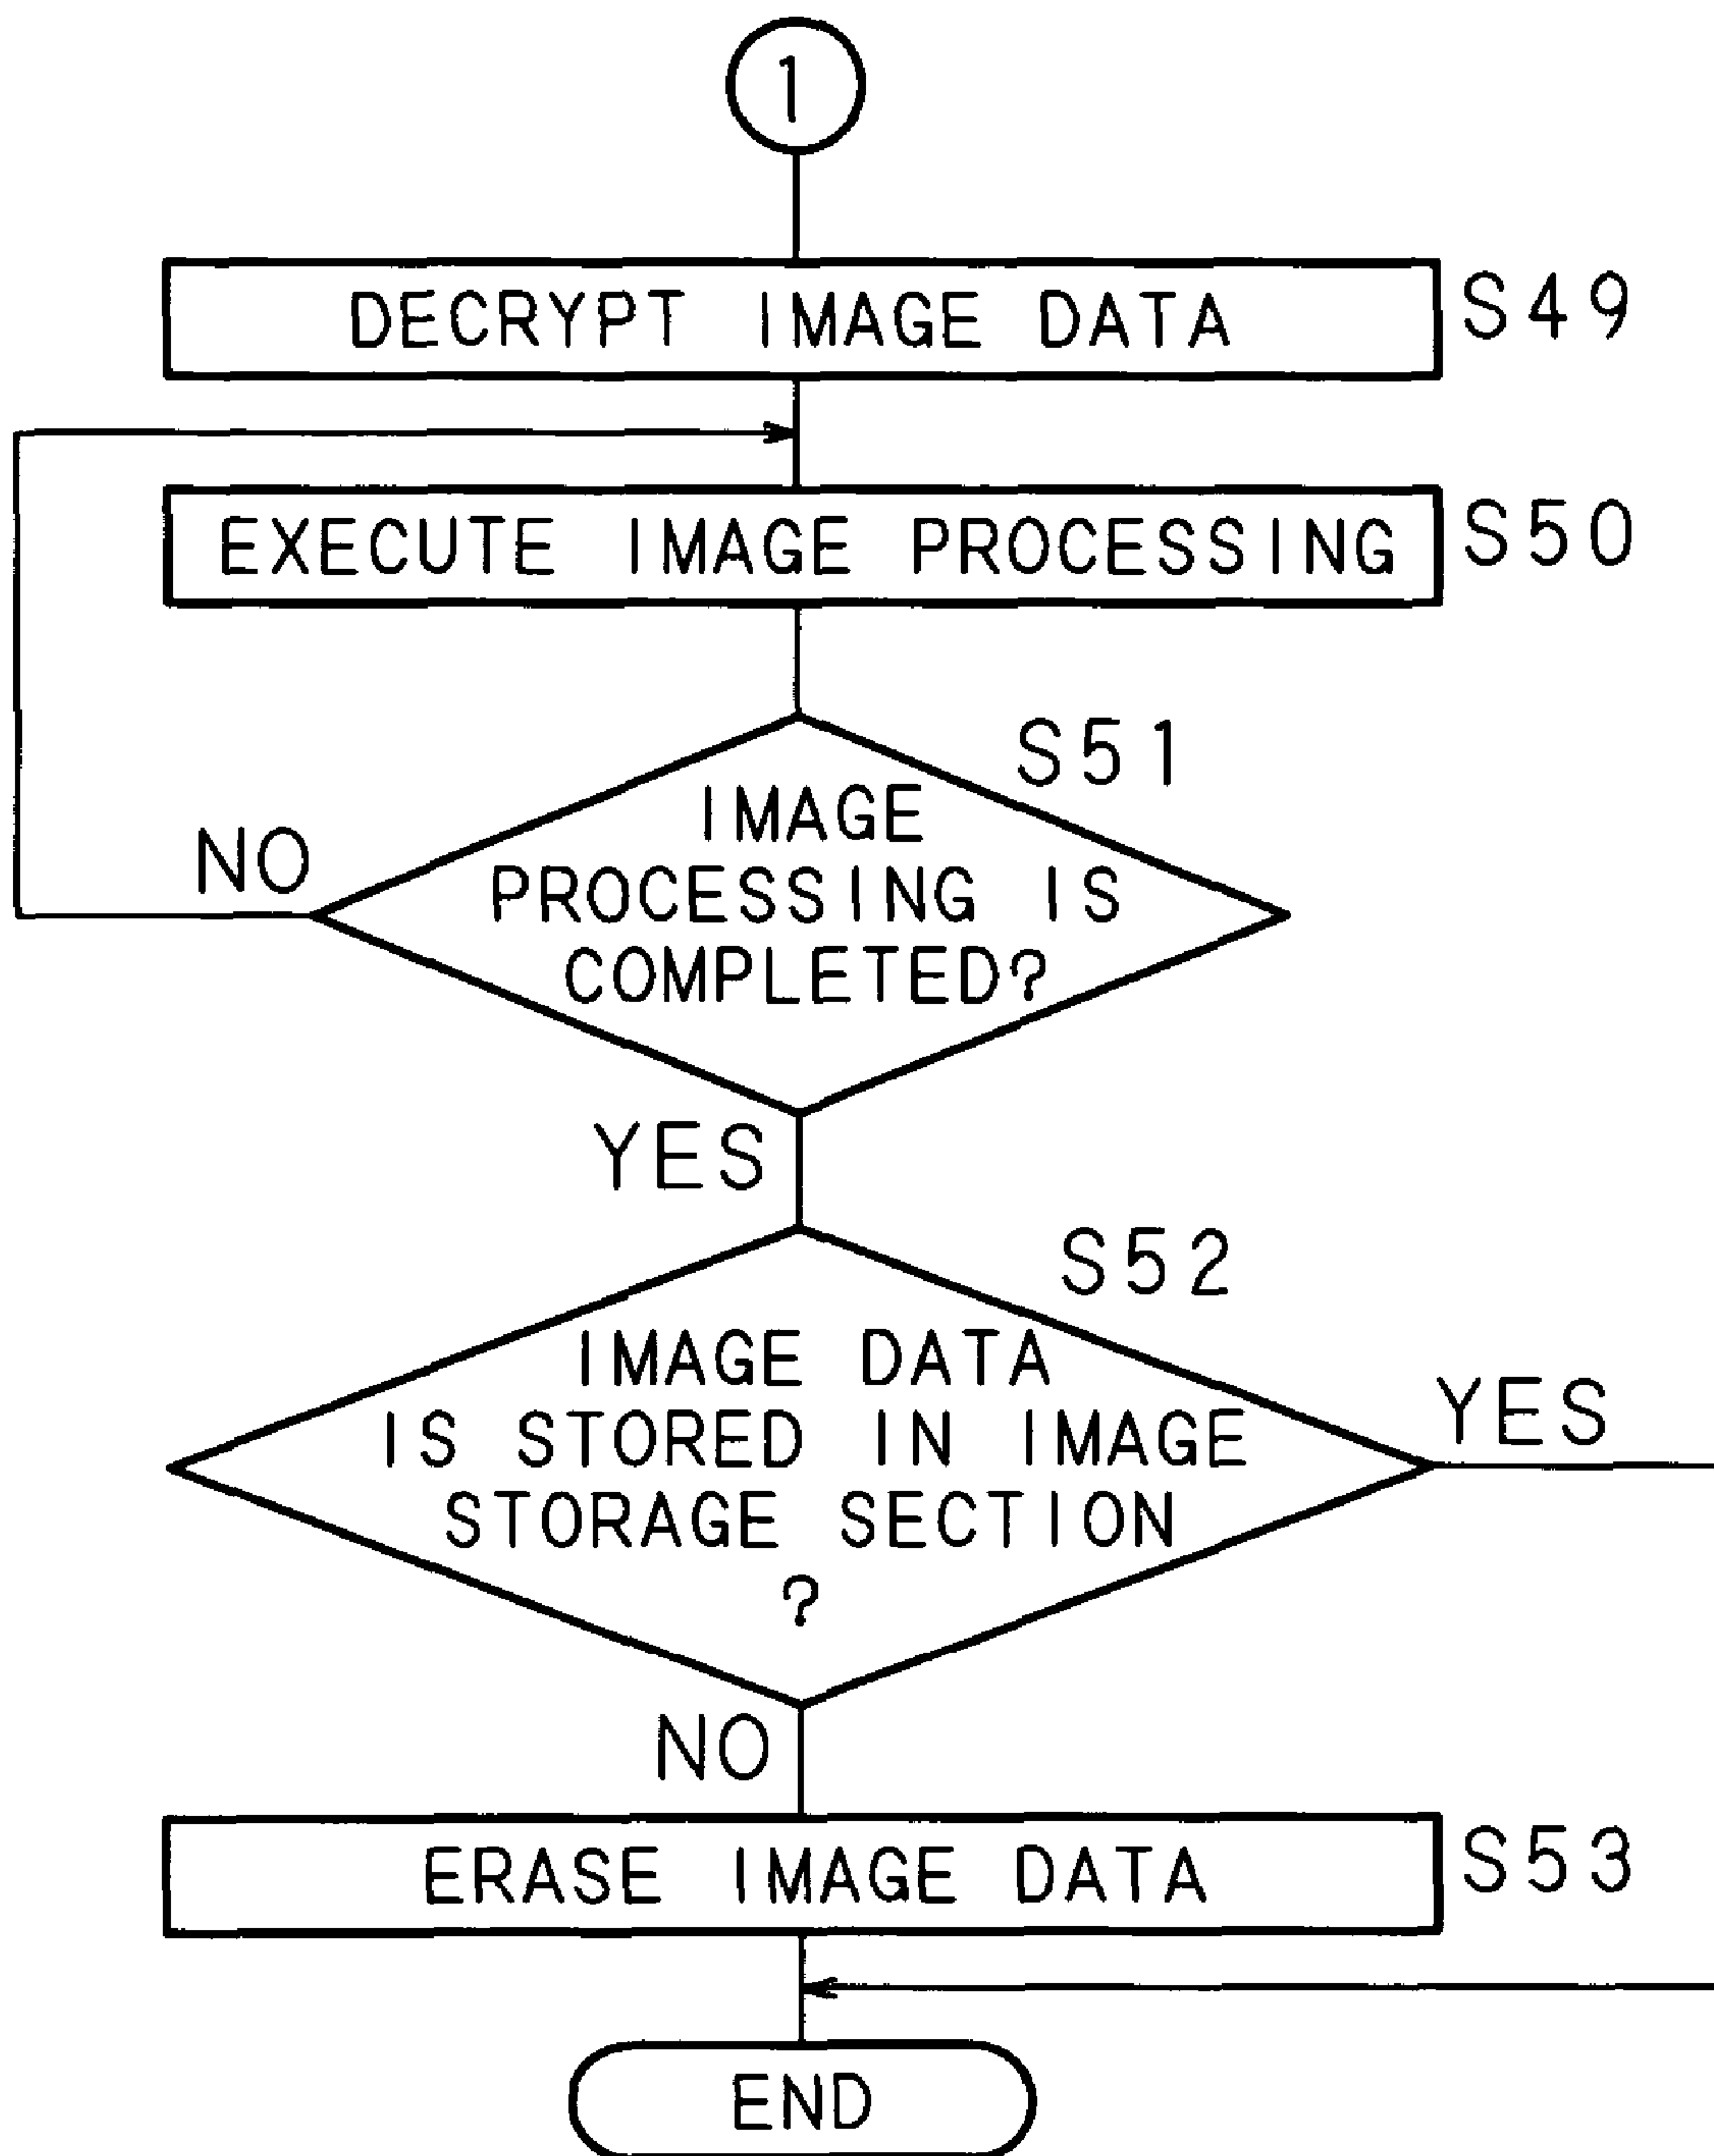 1
DECRYPT IMAGE DATA S49
EXECUTE IMAGE PROCESSING S50
S51
IMAGE
NO
PROCESSING IS
COMPLETED?
YES
S52
IMAGE DATA
YES
IS STORED IN IMAGE
STORAGE SECTION
?
NO
ERASE IMAGE DATA S53
END